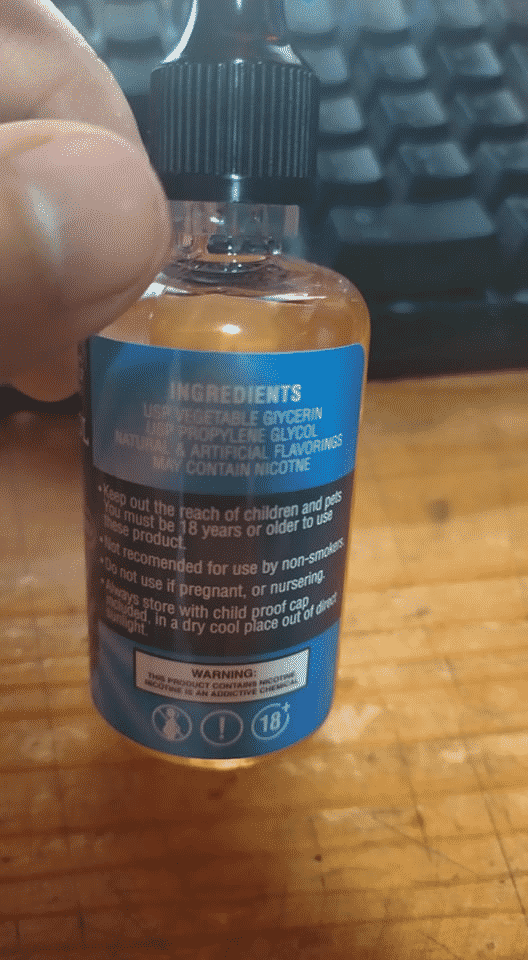 INGREDIENTS
USP VEGETABLE GIYCERIN
USP PROPYLENE GLYCOL
NATURAL & ARTIFICIAL FLAVORINGS
MAY CONTAIN NICOTNE
•Keep out the reach of children and pets
You must be 18 years or older to use
these product.
•Not recomended for use by non-smokers.
•Do not use if pregnant, or nursering.
•Always store with child proof cap
included, in a dry cool place out of direct
sunlight.
WARNING:
THIS PRODUCT CONTAINS NICOTINE
NICOTINE IS AN ADDICTIVE CHEMICAL
18+